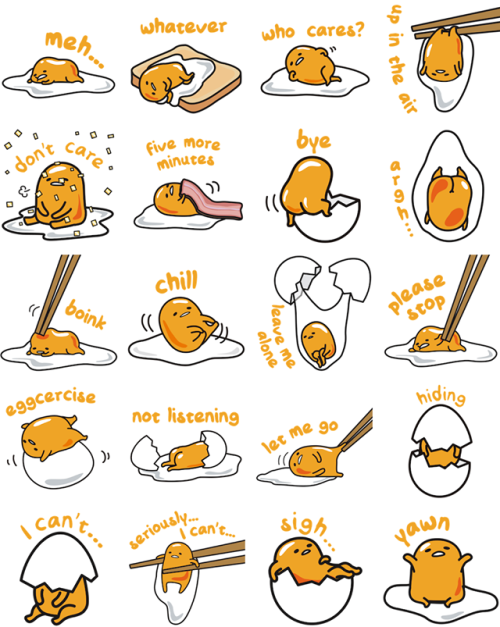 meh...
whatever
who cares?
up in the air
don't care
five more
minutes
bye
argh...
boink
chill
leave me
alone
please
stop
eggcercise
not listening
let me go
hiding
I can't...
seriously...
I can't...
sigh...
yawn